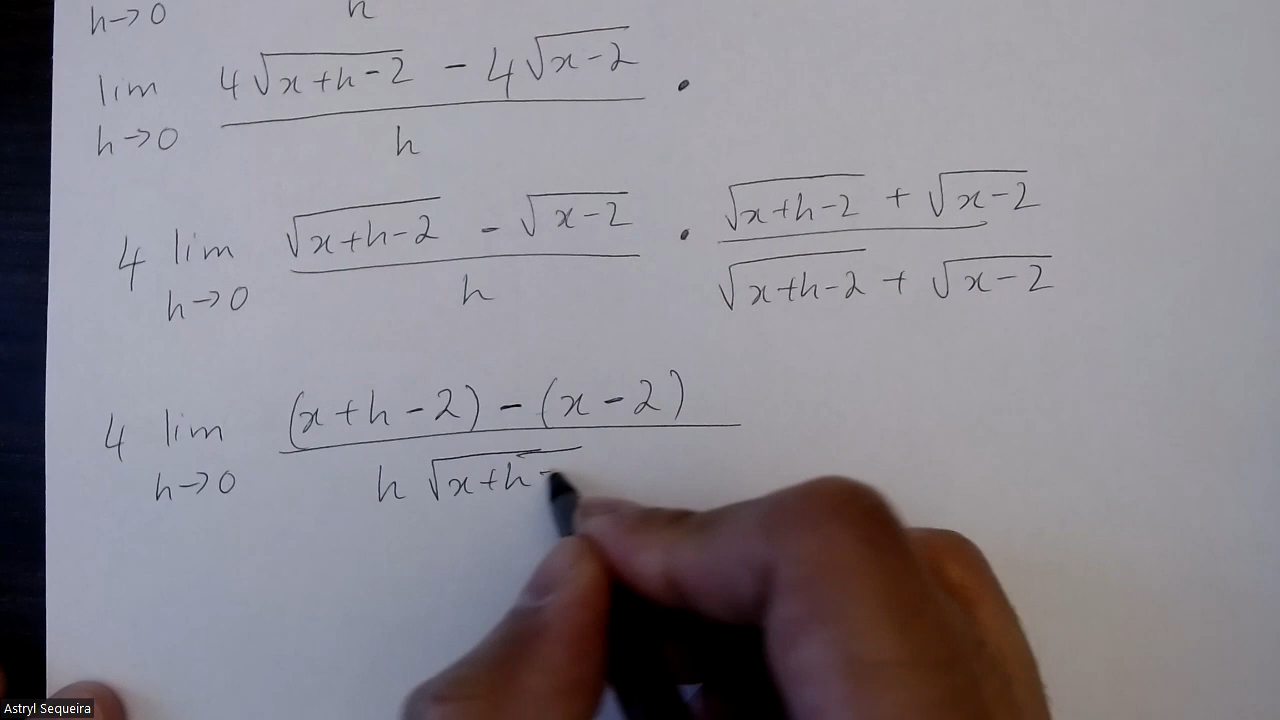 h→0 h
lim 4√(x+h-2) - 4√(x-2) ·
h→0 h
4 lim √(x+h-2) - √(x-2) · √(x+h-2) + √(x-2)
h→0 h √(x+h-2) + √(x-2)
4 lim (x+h-2) - (x-2)
h→0 h √(x+h-
Astryl Sequeira